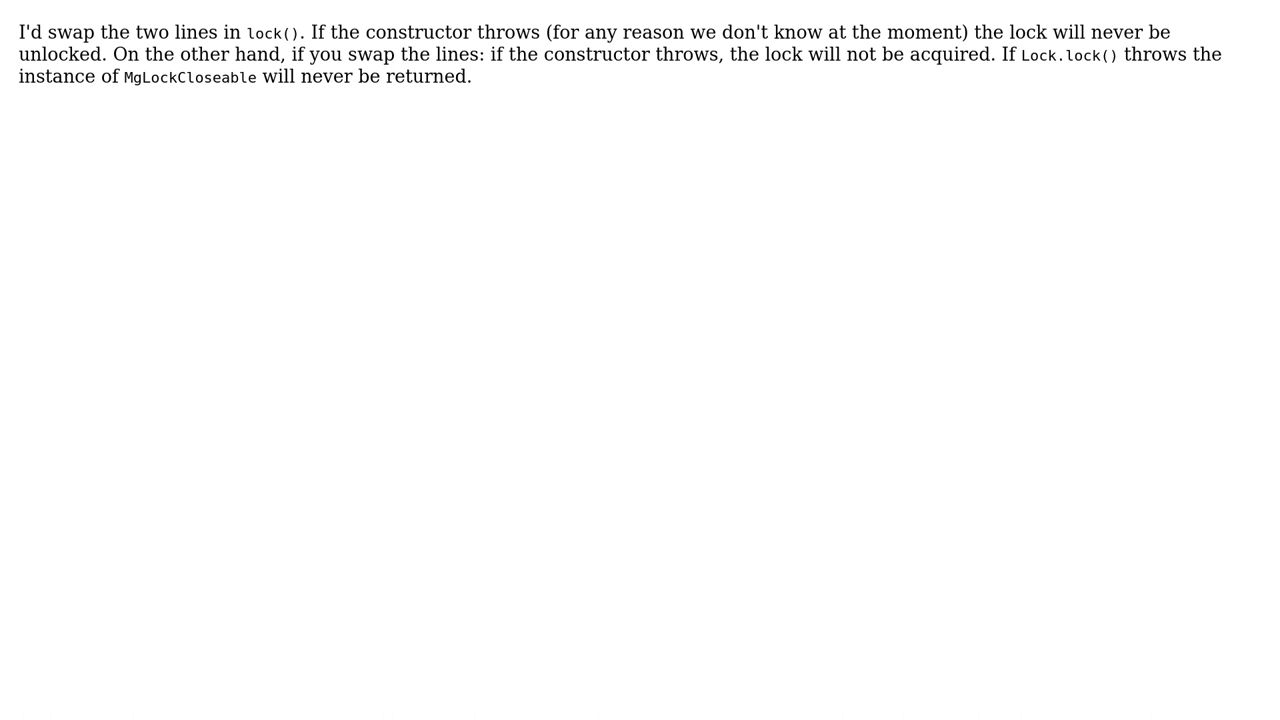 I'd swap the two lines in lock(). If the constructor throws (for any reason we don't know at the moment) the lock will never be
unlocked. On the other hand, if you swap the lines: if the constructor throws, the lock will not be acquired. If Lock.lock() throws the
instance of MgLockCloseable will never be returned.